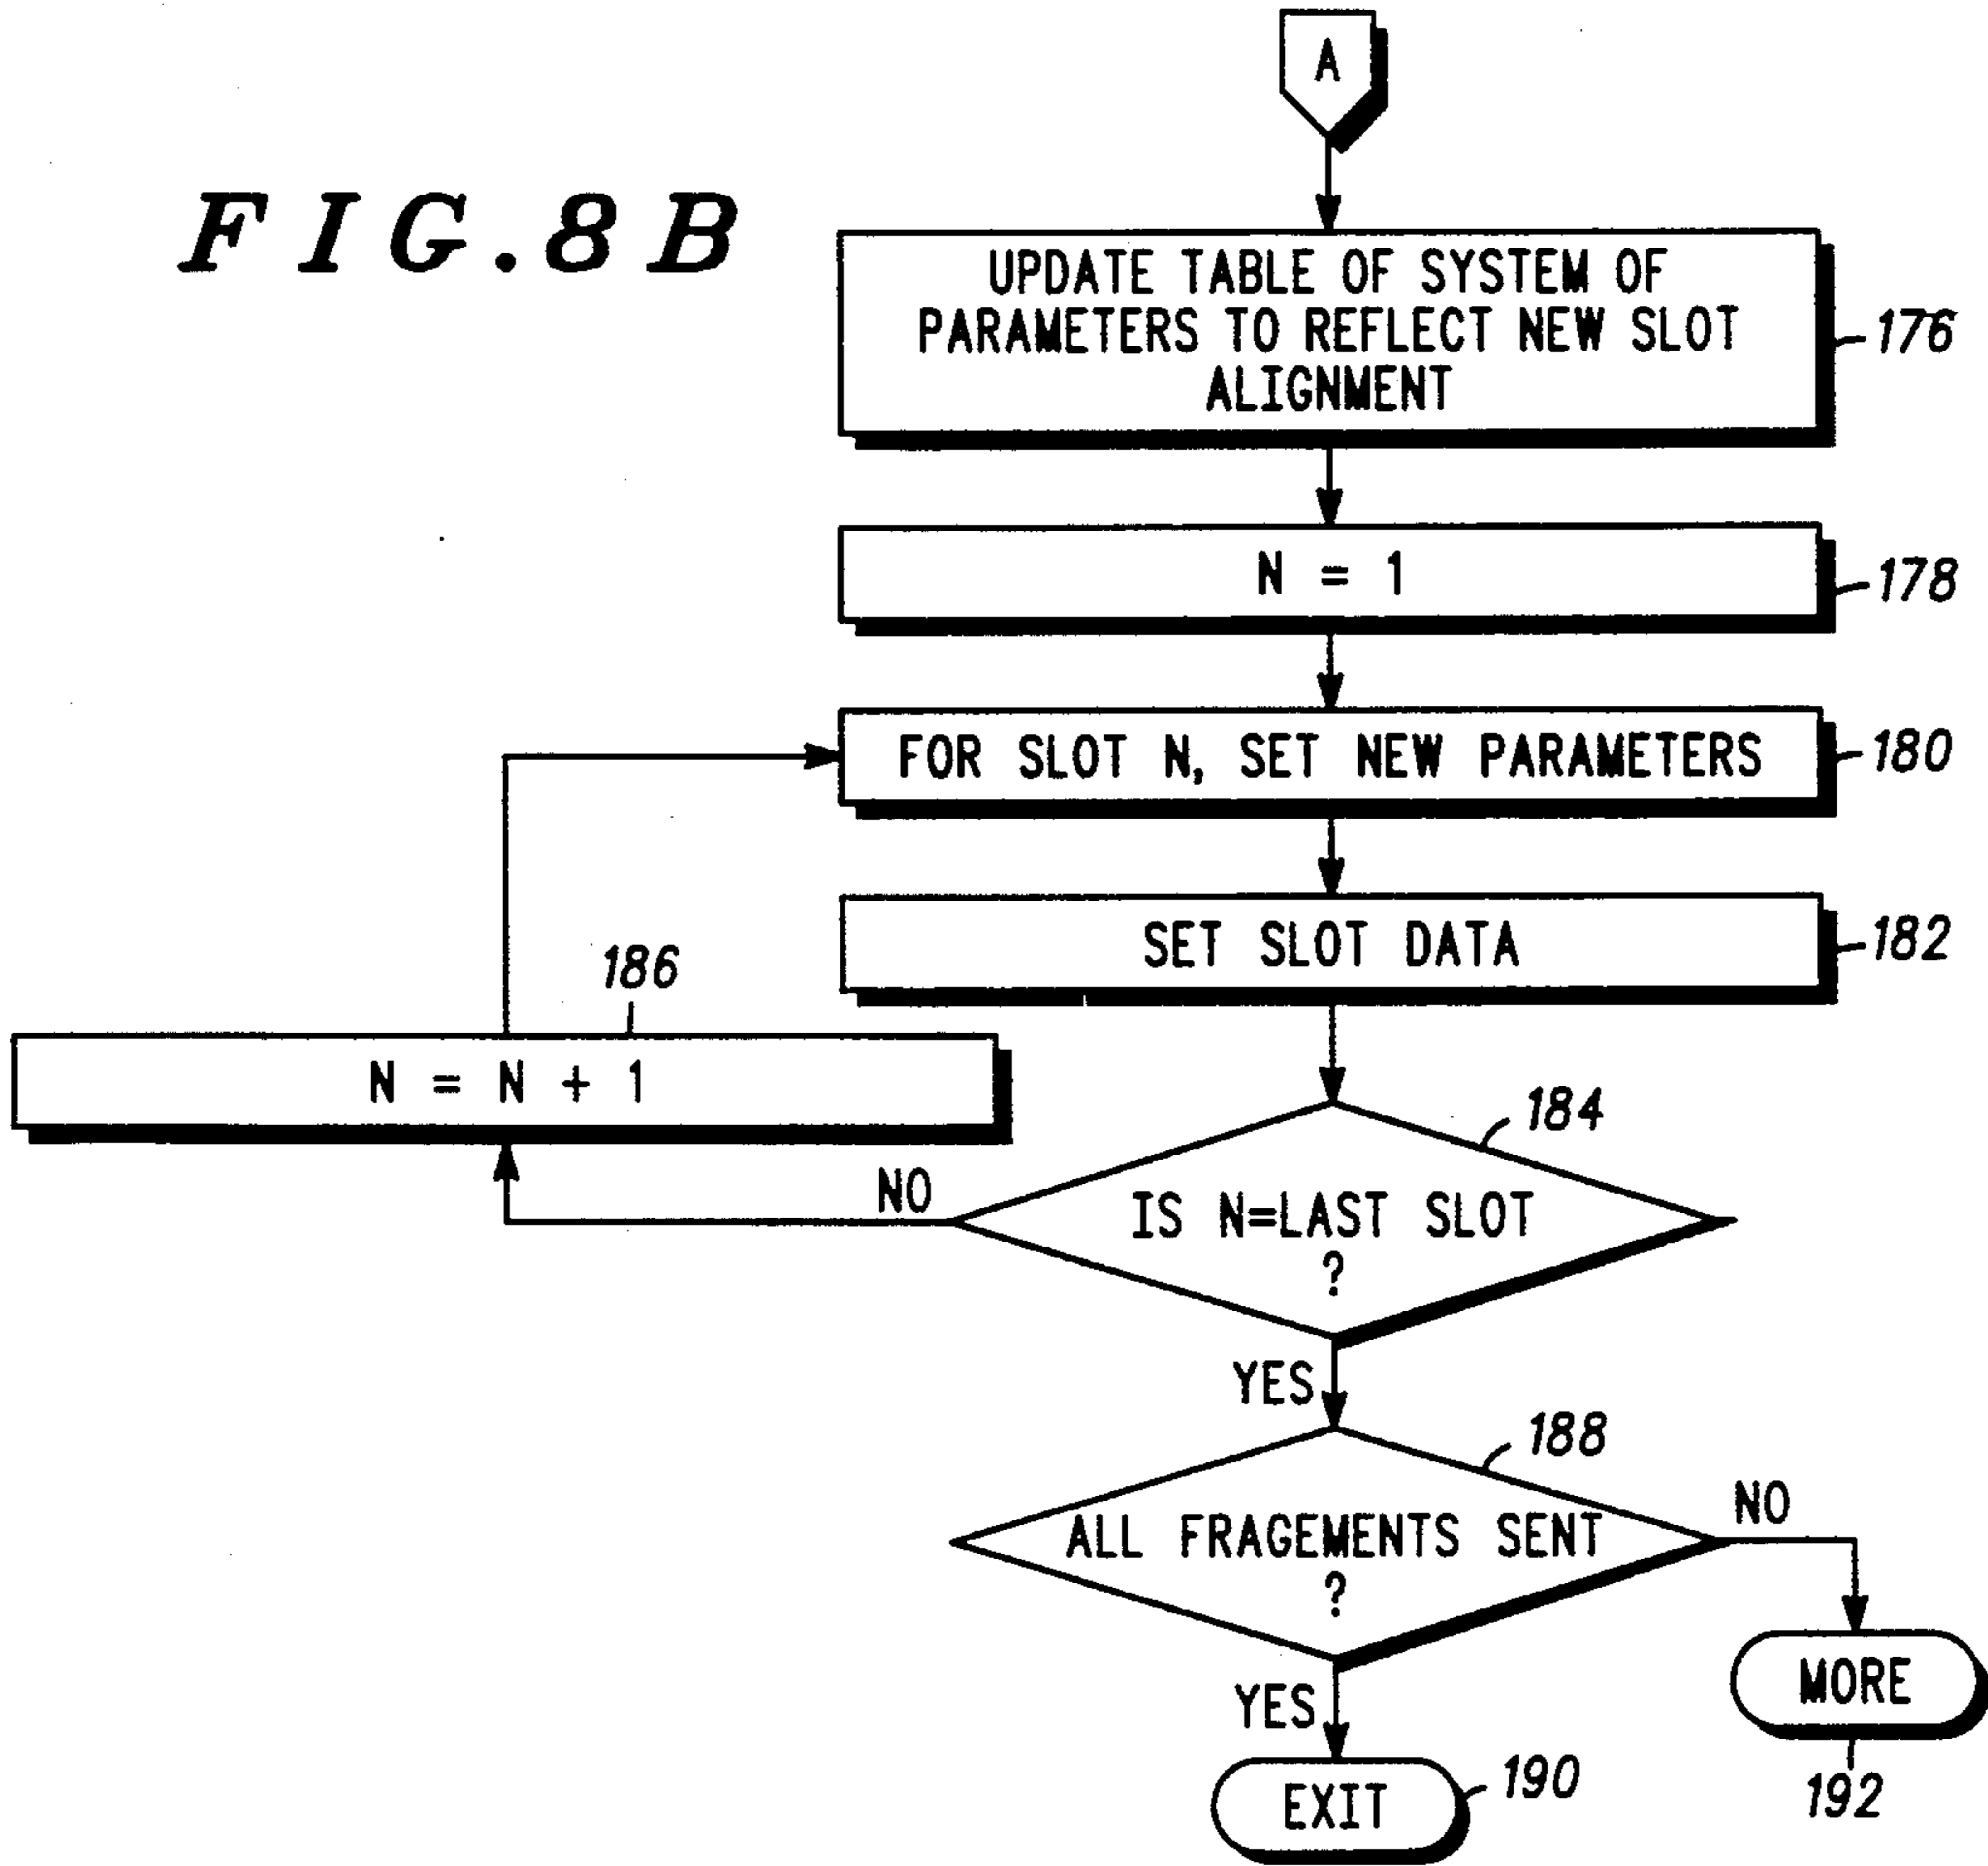 A
FIG. 8B
UPDATE TABLE OF SYSTEM OF
PARAMETERS TO REFLECT NEW SLOT
ALIGNMENT
176
N = 1
178
FOR SLOT N, SET NEW PARAMETERS
180
SET SLOT DATA
182
186
N = N + 1
184
NO
IS N=LAST SLOT
?
YES
188
ALL FRAGEMENTS SENT
?
NO
MORE
192
YES
EXIT
190